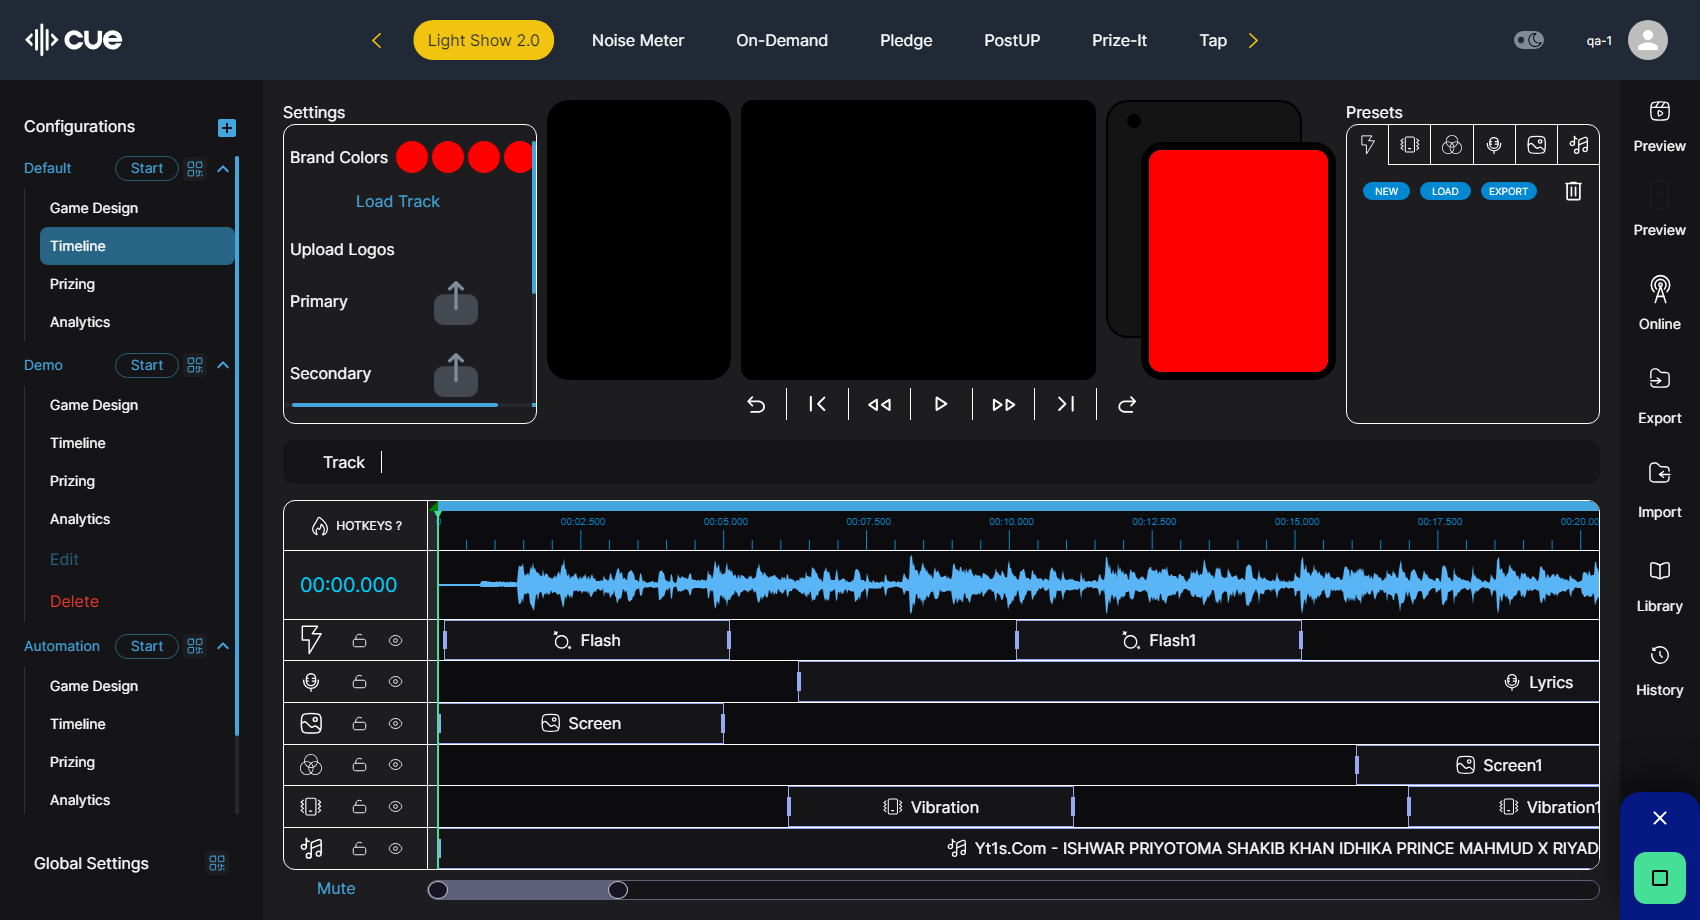 cue
Light Show 2.0
Noise Meter
On-Demand
Pledge
PostUP
Prize-It
Tap
qa-1
Configurations
Default
Start
Game Design
Timeline
Prizing
Analytics
Demo
Start
Game Design
Timeline
Prizing
Analytics
Edit
Delete
Automation
Start
Game Design
Timeline
Prizing
Analytics
Global Settings
Settings
Brand Colors
Load Track
Upload Logos
Primary
Secondary
Presets
NEW
LOAD
EXPORT
Preview
Preview
Online
Export
Import
Library
History
Track
HOTKEYS ?
0
00:02.500
00:05.000
00:07.500
00:10.000
00:12.500
00:15.000
00:17.500
00:20.00
00:00.000
Flash
Flash1
Lyrics
Screen
Screen1
Vibration
Vibration1
Yt1s.Com - ISHWAR PRIYOTOMA SHAKIB KHAN IDHIKA PRINCE MAHMUD X RIYAD
Mute